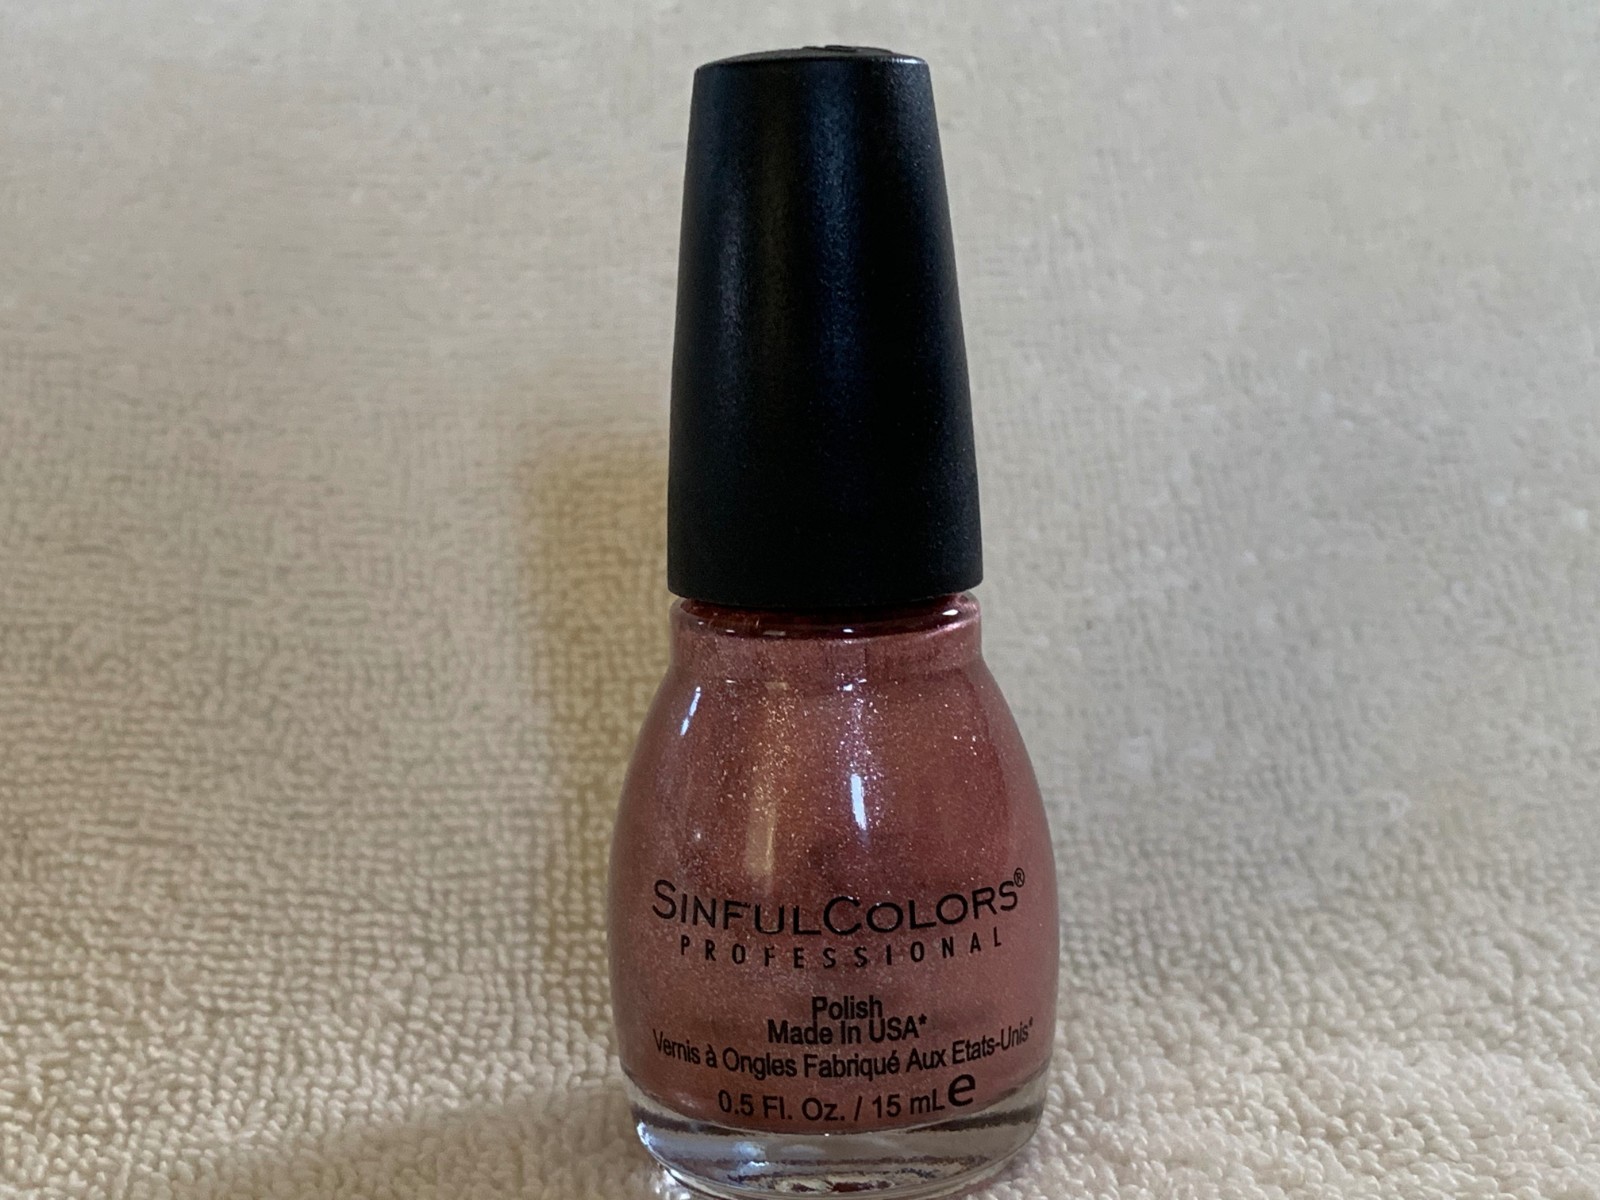 SINFULCOLORS®
PROFESSIONAL
Polish
Made In USA*
Vernis à Ongles Fabriqué Aux Etats-Unis*
0.5 Fl. Oz. / 15 mL e